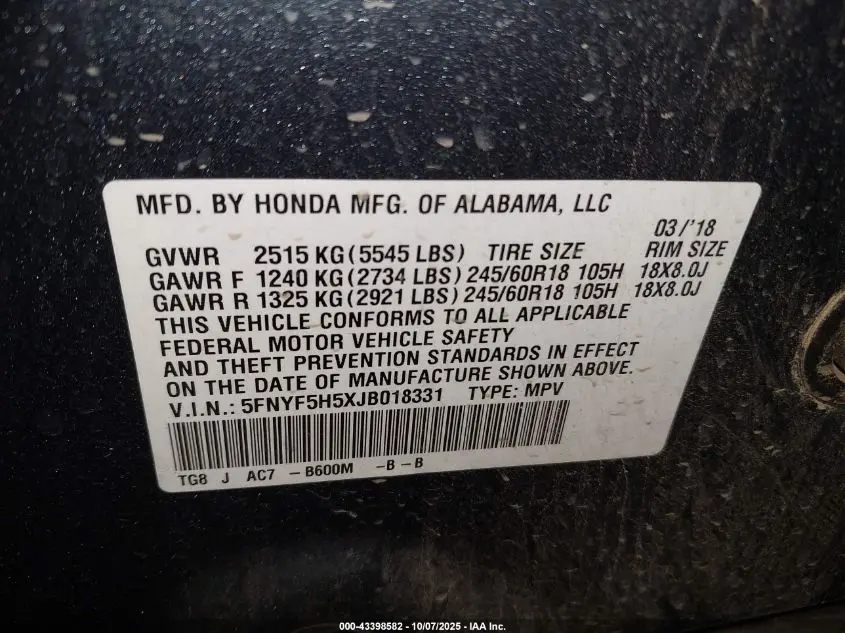 MFD. BY HONDA MFG. OF ALABAMA, LLC
03/'18
GVWR 2515 KG (5545 LBS) TIRE SIZE RIM SIZE
GAWR F 1240 KG (2734 LBS) 245/60R18 105H 18X8.0J
GAWR R 1325 KG (2921 LBS) 245/60R18 105H 18X8.0J
THIS VEHICLE CONFORMS TO ALL APPLICABLE
FEDERAL MOTOR VEHICLE SAFETY
AND THEFT PREVENTION STANDARDS IN EFFECT
ON THE DATE OF MANUFACTURE SHOWN ABOVE.
V.I.N.: 5FNYF5H5XJB018331 TYPE: MPV
TG8 J AC7 - B600M - B - B
000-43398582 - 10/07/2025 - IAA Inc.